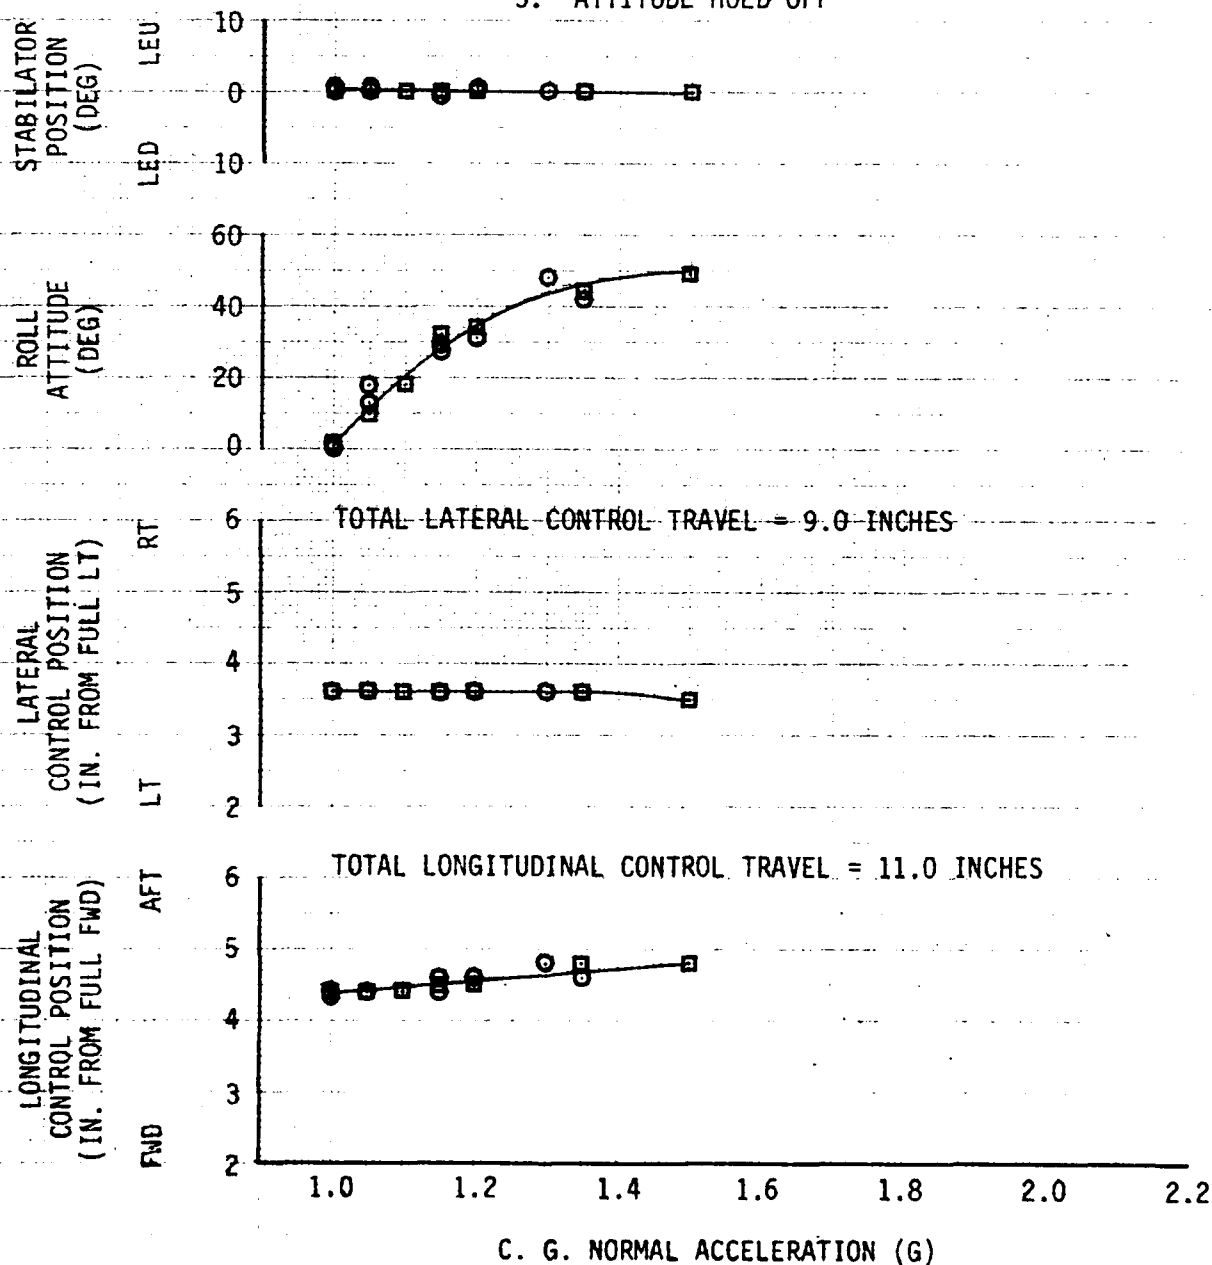 3. ATTITUDE HOLD OFF
STABILATOR
POSITION
(DEG)
LED LEU
10
0
10
ROLL
ATTITUDE
(DEG)
60
40
20
0
TOTAL LATERAL CONTROL TRAVEL = 9.0 INCHES
LATERAL
CONTROL POSITION
(IN. FROM FULL LT)
LT RT
6
5
4
3
2
TOTAL LONGITUDINAL CONTROL TRAVEL = 11.0 INCHES
LONGITUDINAL
CONTROL POSITION
(IN. FROM FULL FWD)
FWD AFT
6
5
4
3
2
1.0 1.2 1.4 1.6 1.8 2.0 2.2
C. G. NORMAL ACCELERATION (G)